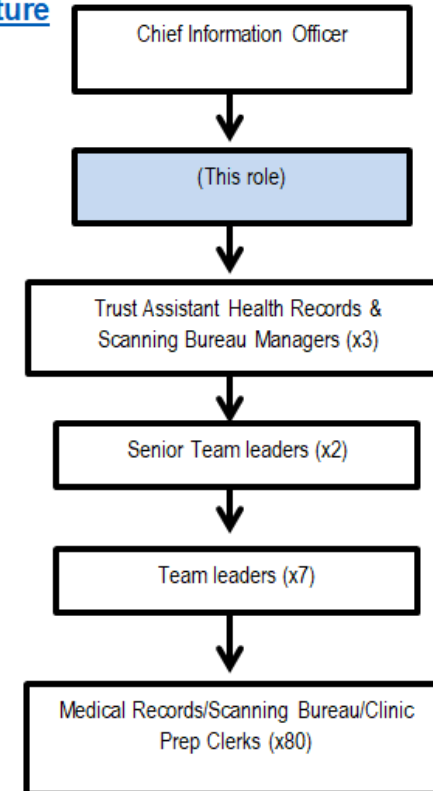 ture
Chief Information Officer
(This role)
Trust Assistant Health Records &
Scanning Bureau Managers (x3)
Senior Team leaders (x2)
Team leaders (x7)
Medical Records/Scanning Bureau/Clinic
Prep Clerks (x80)